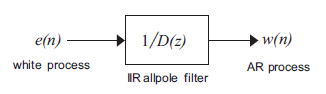 e(n) 1/D(z) w(n)
white process IIR allpole filter AR process